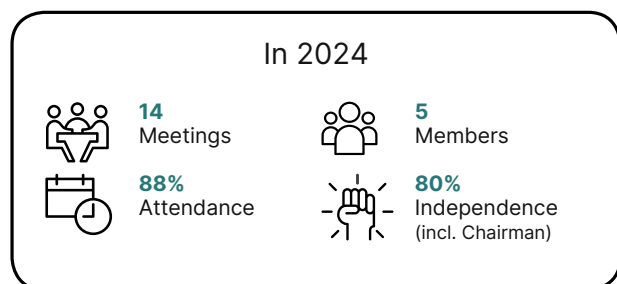 In 2024
14
Meetings
5
Members
88%
Attendance
80%
Independence
(incl. Chairman)